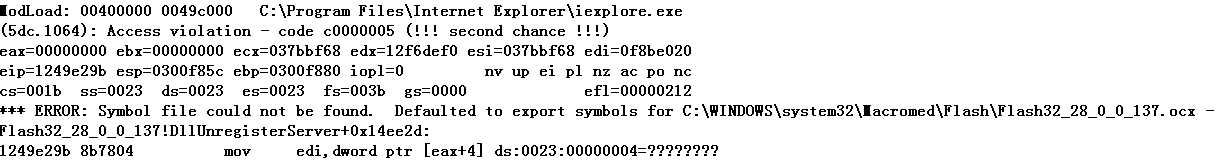 ModLoad: 00400000 0049c000   C:\Program Files\Internet Explorer\iexplore.exe
(5dc.1064): Access violation - code c0000005 (!!! second chance !!!)
eax=00000000 ebx=00000000 ecx=037bbf68 edx=12f6def0 esi=037bbf68 edi=0f8be020
eip=1249e29b esp=0300f85c ebp=0300f880 iopl=0         nv up ei pl nz ac po nc
cs=001b  ss=0023  ds=0023  es=0023  fs=003b  gs=0000             efl=00000212
*** ERROR: Symbol file could not be found.  Defaulted to export symbols for C:\WINDOWS\system32\Macromed\Flash\Flash32_28_0_0_137.ocx -
Flash32_28_0_0_137!DllUnregisterServer+0x14ee2d:
1249e29b 8b7804          mov     edi,dword ptr [eax+4] ds:0023:00000004=????????